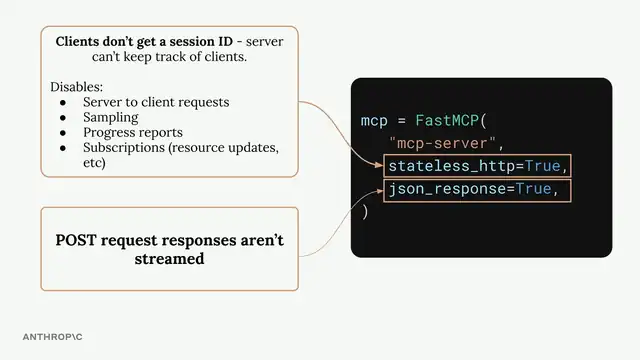 Clients don't get a session ID - server
can't keep track of clients.
Disables:
● Server to client requests
● Sampling
● Progress reports
● Subscriptions (resource updates,
etc)
POST request responses aren't
streamed
mcp = FastMCP(
"mcp-server",
stateless_http=True,
json_response=True,
)
ANTHROP\C